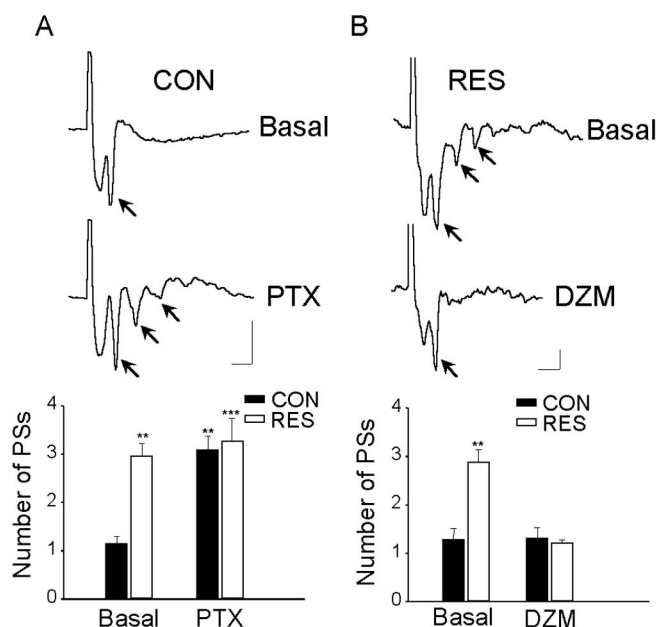 A
CON
Basal
PTX
Number of PSs
4
3
2
1
0
CON
RES
**
**
***
Basal
PTX
B
RES
Basal
DZM
Number of PSs
4
3
2
1
0
CON
RES
**
Basal
DZM